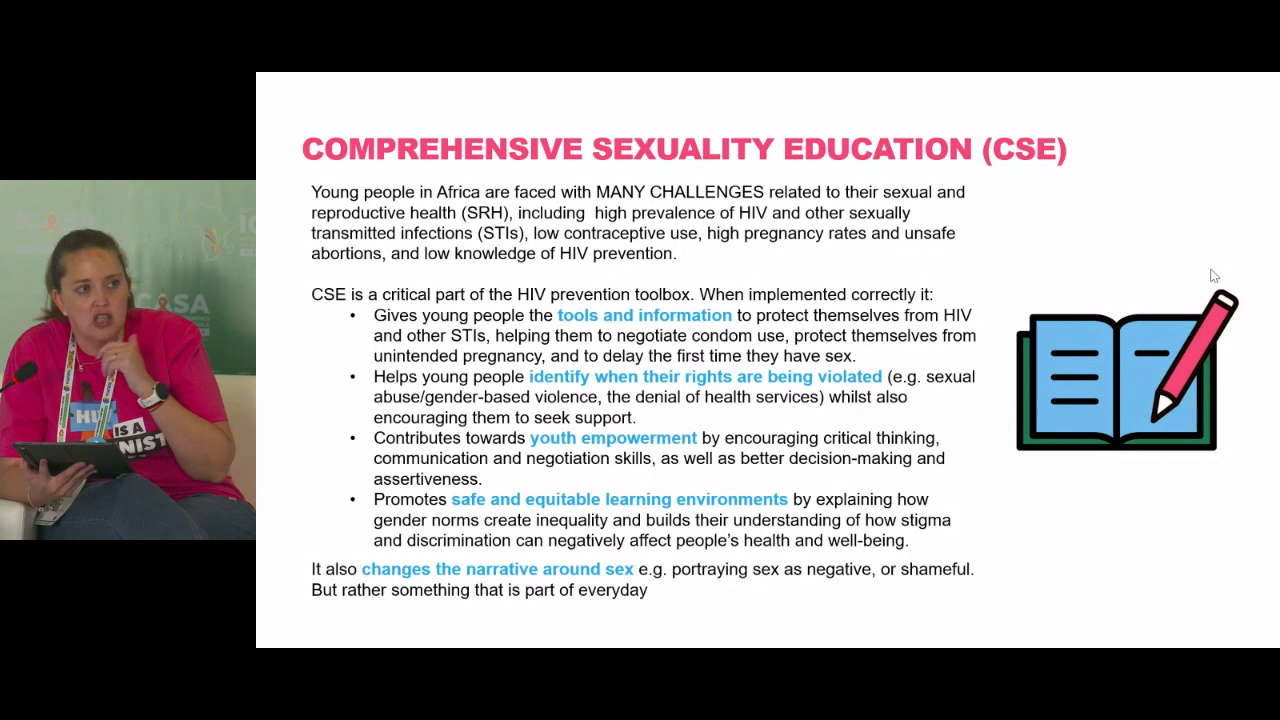 COMPREHENSIVE SEXUALITY EDUCATION (CSE)
Young people in Africa are faced with MANY CHALLENGES related to their sexual and
reproductive health (SRH), including high prevalence of HIV and other sexually
transmitted infections (STIs), low contraceptive use, high pregnancy rates and unsafe
abortions, and low knowledge of HIV prevention.
CSE is a critical part of the HIV prevention toolbox. When implemented correctly it:
• Gives young people the tools and information to protect themselves from HIV
and other STIs, helping them to negotiate condom use, protect themselves from
unintended pregnancy, and to delay the first time they have sex.
• Helps young people identify when their rights are being violated (e.g. sexual
abuse/gender-based violence, the denial of health services) whilst also
encouraging them to seek support.
• Contributes towards youth empowerment by encouraging critical thinking,
communication and negotiation skills, as well as better decision-making and
assertiveness.
• Promotes safe and equitable learning environments by explaining how
gender norms create inequality and builds their understanding of how stigma
and discrimination can negatively affect people's health and well-being.
It also changes the narrative around sex e.g. portraying sex as negative, or shameful.
But rather something that is part of everyday
ICASA
HIV
IS A